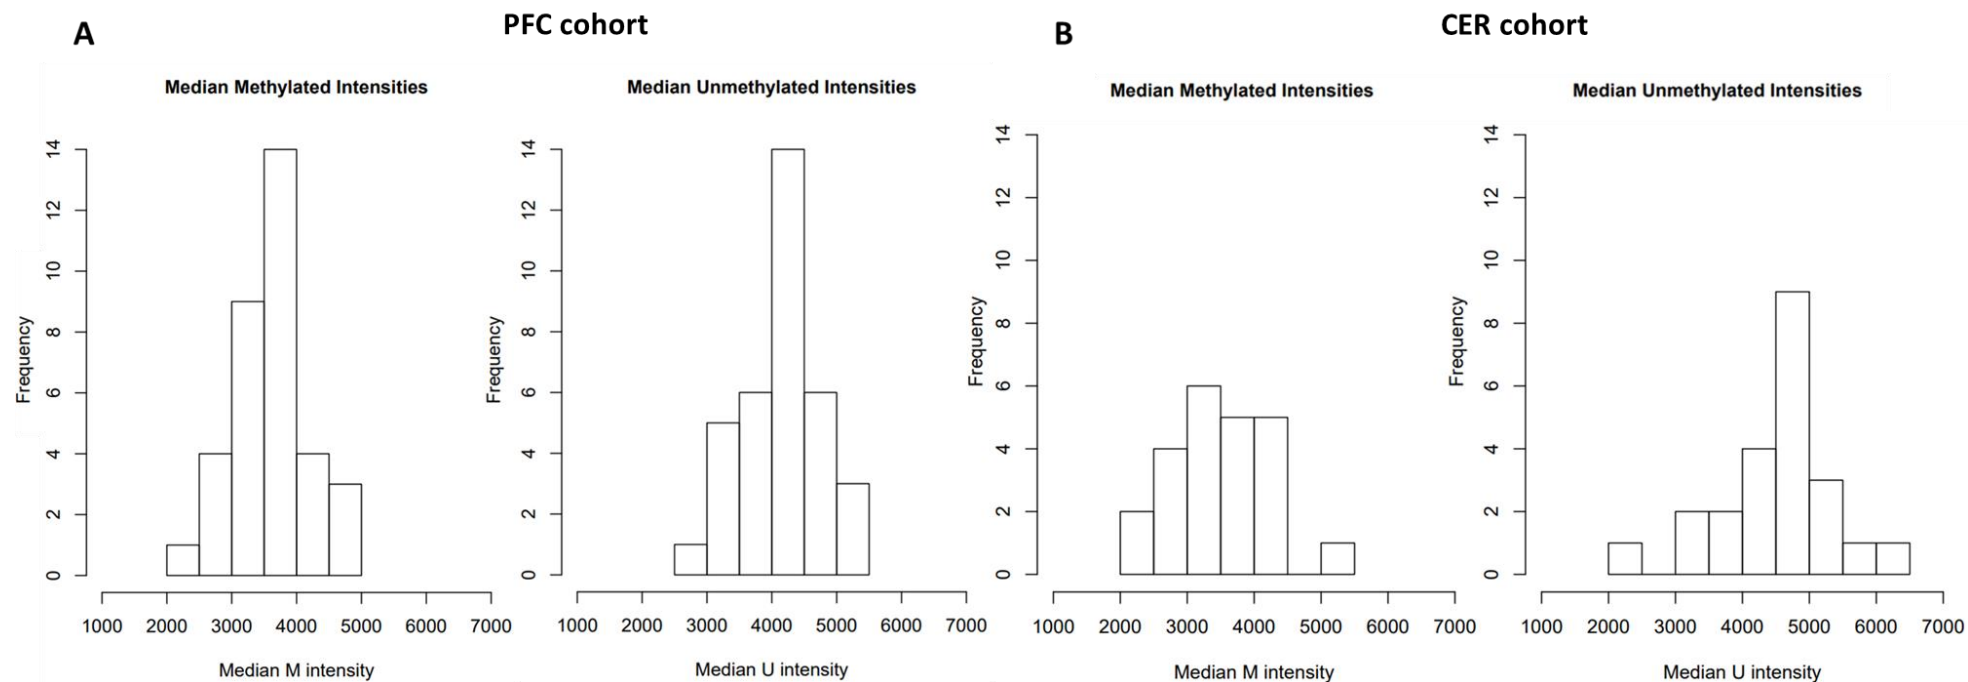 A
PFC cohort
B
CER cohort
Median Methylated Intensities
Median Unmethylated Intensities
Median Methylated Intensities
Median Unmethylated Intensities
Frequency
0 2 4 6 8 10 12 14
1000 2000 3000 4000 5000 6000 7000
Median M intensity
Frequency
0 2 4 6 8 10 12 14
1000 2000 3000 4000 5000 6000 7000
Median U intensity
Frequency
0 2 4 6 8 10 12 14
1000 2000 3000 4000 5000 6000 7000
Median M intensity
Frequency
0 2 4 6 8 10 12 14
1000 2000 3000 4000 5000 6000 7000
Median U intensity